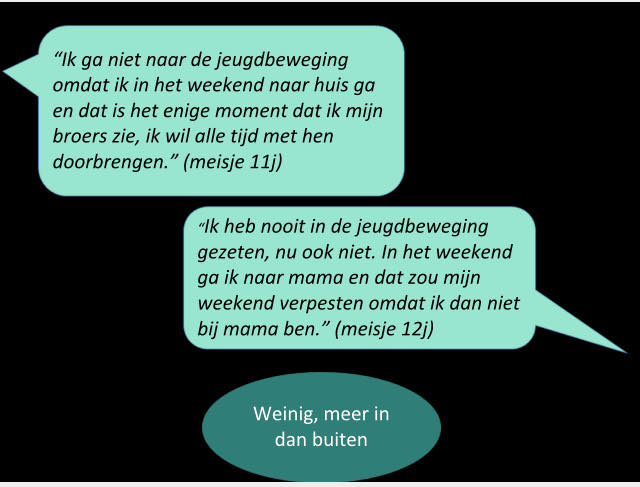 “Ik ga niet naar de jeugdbeweging
omdat ik in het weekend naar huis ga
en dat is het enige moment dat ik mijn
broers zie, ik wil alle tijd met hen
doorbrengen.” (meisje 11j)
“Ik heb nooit in de jeugdbeweging
gezeten, nu ook niet. In het weekend
ga ik naar mama en dat zou mijn
weekend verpesten omdat ik dan niet
bij mama ben.” (meisje 12j)
Weinig, meer in
dan buiten